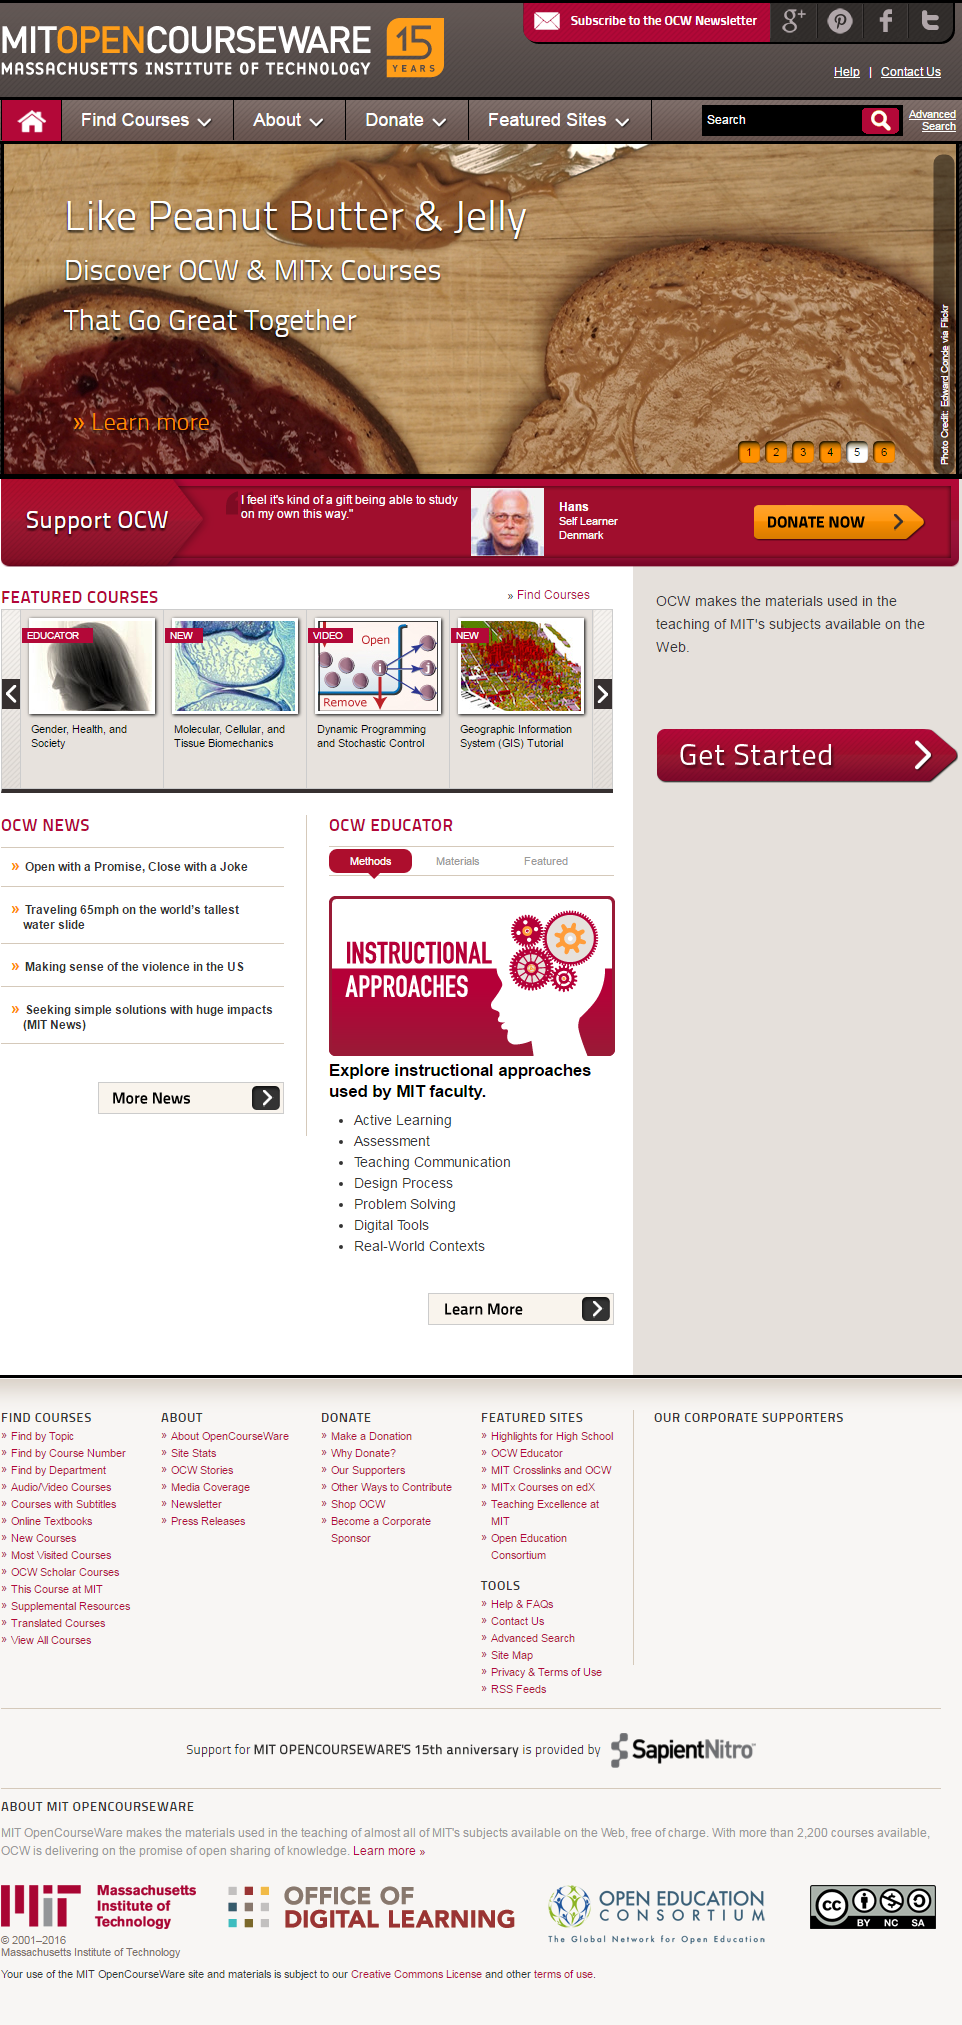 Subscribe to the OCW Newsletter
MITOPENCOURSEWARE
MASSACHUSETTS INSTITUTE OF TECHNOLOGY
15
YEARS
Help | Contact Us
Find Courses
About
Donate
Featured Sites
Search
Advanced
Search
Like Peanut Butter & Jelly
Discover OCW & MITx Courses
That Go Great Together
» Learn more
Photo Credit: Edward Conde via Flickr
1 2 3 4 5 6
Support OCW
I feel it's kind of a gift being able to study
on my own this way."
Hans
Self Learner
Denmark
DONATE NOW
FEATURED COURSES
» Find Courses
EDUCATOR
Gender, Health, and
Society
NEW
Molecular, Cellular, and
Tissue Biomechanics
VIDEO
Open
Remove
Dynamic Programming
and Stochastic Control
NEW
Geographic Information
System (GIS) Tutorial
OCW makes the materials used in the
teaching of MIT's subjects available on the
Web.
Get Started
OCW NEWS
» Open with a Promise, Close with a Joke
» Traveling 65mph on the world's tallest
water slide
» Making sense of the violence in the US
» Seeking simple solutions with huge impacts
(MIT News)
More News
OCW EDUCATOR
Methods
Materials
Featured
INSTRUCTIONAL
APPROACHES
Explore instructional approaches
used by MIT faculty.
• Active Learning
• Assessment
• Teaching Communication
• Design Process
• Problem Solving
• Digital Tools
• Real-World Contexts
Learn More
FIND COURSES
» Find by Topic
» Find by Course Number
» Find by Department
» Audio/Video Courses
» Courses with Subtitles
» Online Textbooks
» New Courses
» Most Visited Courses
» OCW Scholar Courses
» This Course at MIT
» Supplemental Resources
» Translated Courses
» View All Courses
ABOUT
» About OpenCourseWare
» Site Stats
» OCW Stories
» Media Coverage
» Newsletter
» Press Releases
DONATE
» Make a Donation
» Why Donate?
» Our Supporters
» Other Ways to Contribute
» Shop OCW
» Become a Corporate
Sponsor
FEATURED SITES
» Highlights for High School
» OCW Educator
» MIT Crosslinks and OCW
» MITx Courses on edX
» Teaching Excellence at
MIT
» Open Education
Consortium
TOOLS
» Help & FAQs
» Contact Us
» Advanced Search
» Site Map
» Privacy & Terms of Use
» RSS Feeds
OUR CORPORATE SUPPORTERS
Support for MIT OPENCOURSEWARE'S 15th anniversary is provided by
SapientNitro
ABOUT MIT OPENCOURSEWARE
MIT OpenCourseWare makes the materials used in the teaching of almost all of MIT's subjects available on the Web, free of charge. With more than 2,200 courses available,
OCW is delivering on the promise of open sharing of knowledge. Learn more »
MIT
Massachusetts
Institute of
Technology
OFFICE OF
DIGITAL LEARNING
OPEN EDUCATION
CONSORTIUM
The Global Network for Open Education
cc
BY NC SA
© 2001–2016
Massachusetts Institute of Technology
Your use of the MIT OpenCourseWare site and materials is subject to our Creative Commons License and other terms of use.